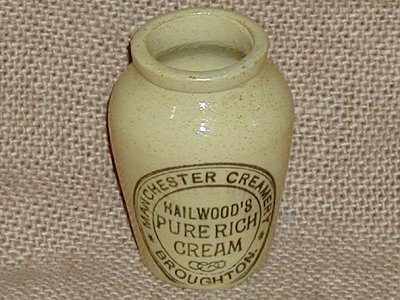 MANCHESTER CREAMERY
HAILWOOD'S
PURE RICH
CREAM
* BROUGHTON. *